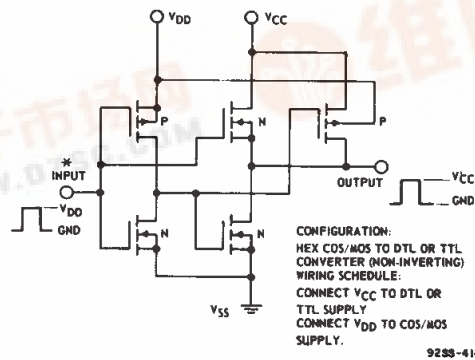 VDD
VCC
P
N
P
*
INPUT
OUTPUT
VDD
GND
VCC
GND
N
N
VSS
CONFIGURATION:
HEX COS/MOS TO DTL OR TTL
CONVERTER (NON-INVERTING)
WIRING SCHEDULE:
CONNECT VCC TO DTL OR
TTL SUPPLY
CONNECT VDD TO COS/MOS
SUPPLY.